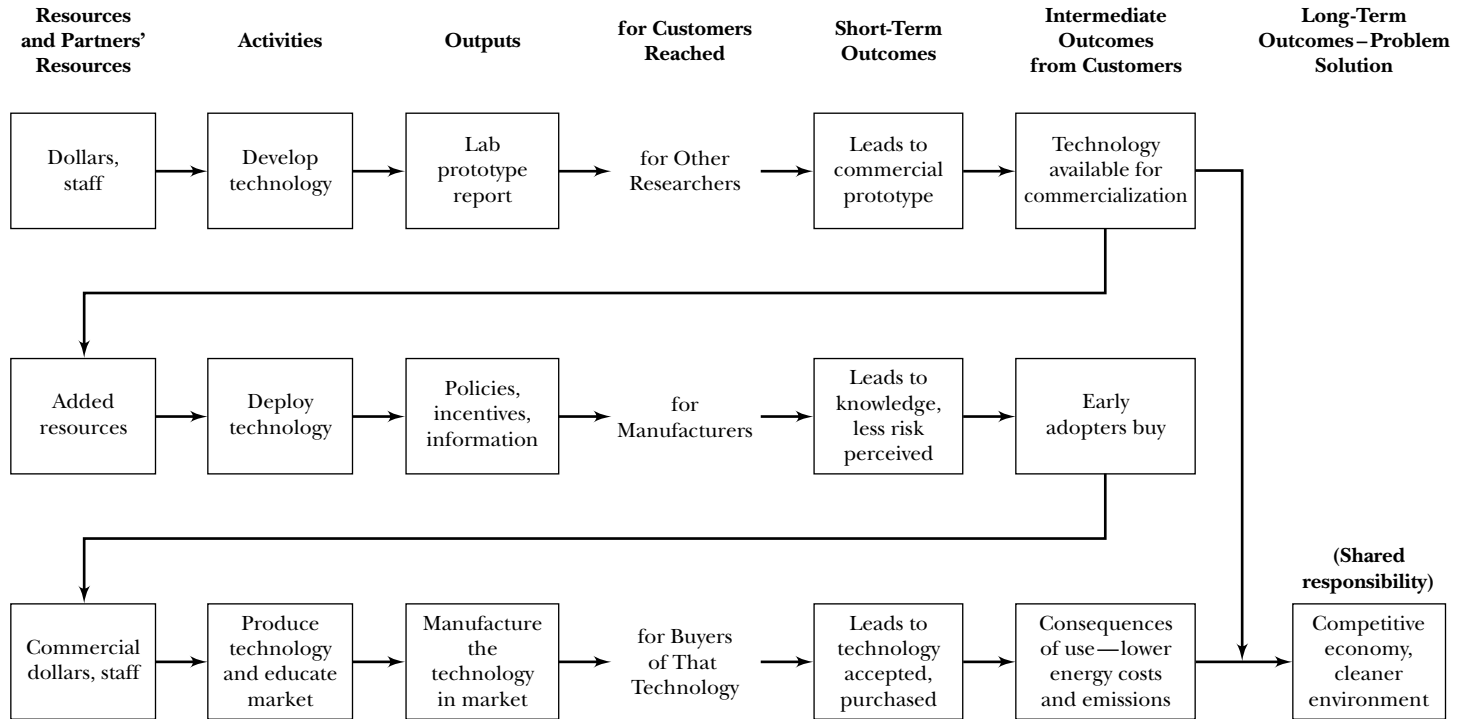 Resources
and Partners’
Resources
Activities
Outputs
for Customers
Reached
Short-Term
Outcomes
Intermediate
Outcomes
from Customers
Long-Term
Outcomes–Problem
Solution
Dollars,
staff
Develop
technology
Lab
prototype
report
for Other
Researchers
Leads to
commercial
prototype
Technology
available for
commercialization
Added
resources
Deploy
technology
Policies,
incentives,
information
for
Manufacturers
Leads to
knowledge,
less risk
perceived
Early
adopters buy
Commercial
dollars, staff
Produce
technology
and educate
market
Manufacture
the
technology
in market
for Buyers
of That
Technology
Leads to
technology
accepted,
purchased
Consequences
of use—lower
energy costs
and emissions
(Shared
responsibility)
Competitive
economy,
cleaner
environment